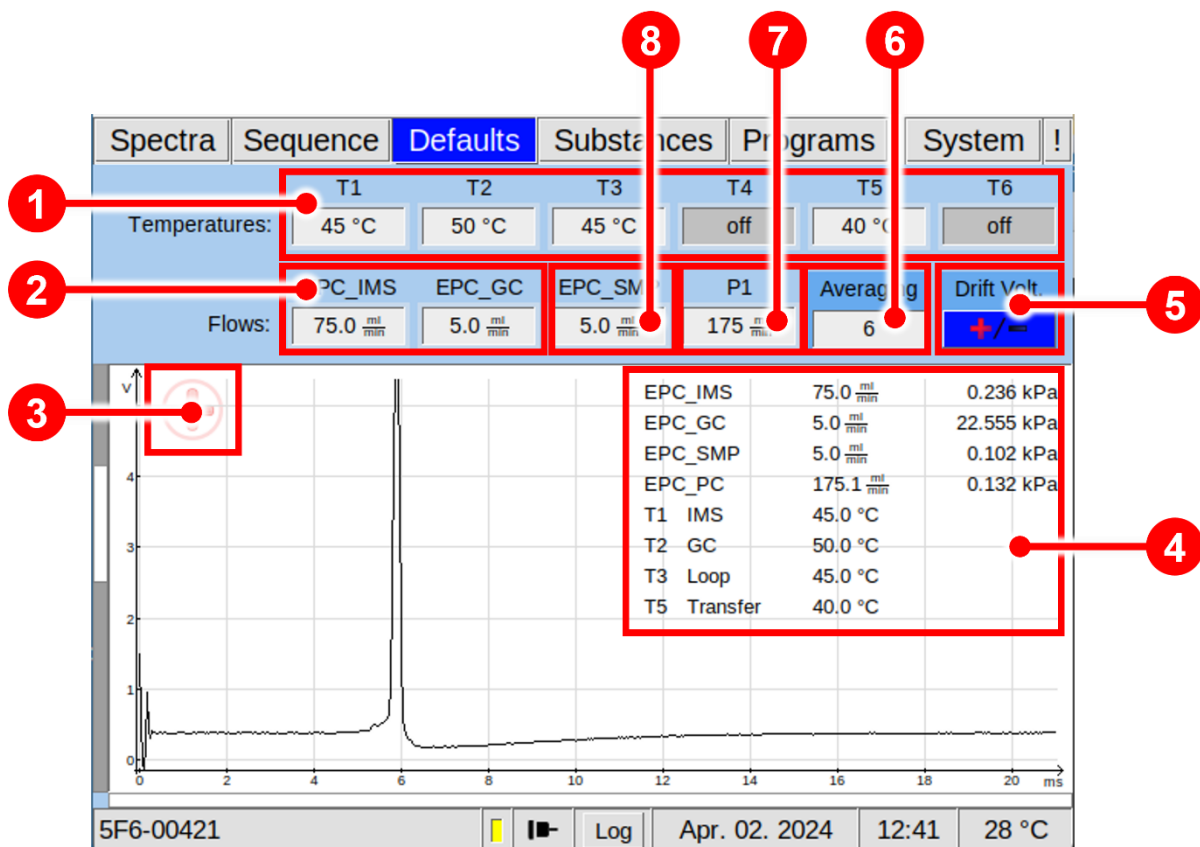 8 7 6
Spectra Sequence Defaults Substances Programs System !
T1 T2 T3 T4 T5 T6
1
Temperatures: 45 °C 50 °C 45 °C off 40 °C off
2
EPC_IMS EPC_GC EPC_SMP P1 Averaging Drift Volt.
5
Flows: 75.0 ml/min 5.0 ml/min 5.0 ml/min 175 ml/min 6 +/-
3
V
EPC_IMS 75.0 ml/min 0.236 kPa
EPC_GC 5.0 ml/min 22.555 kPa
EPC_SMP 5.0 ml/min 0.102 kPa
EPC_PC 175.1 ml/min 0.132 kPa
T1 IMS 45.0 °C
T2 GC 50.0 °C
T3 Loop 45.0 °C
T5 Transfer 40.0 °C
4
4
3
2
1
0
0 2 4 6 8 10 12 14 16 18 20 ms
5F6-00421 Log Apr. 02. 2024 12:41 28 °C